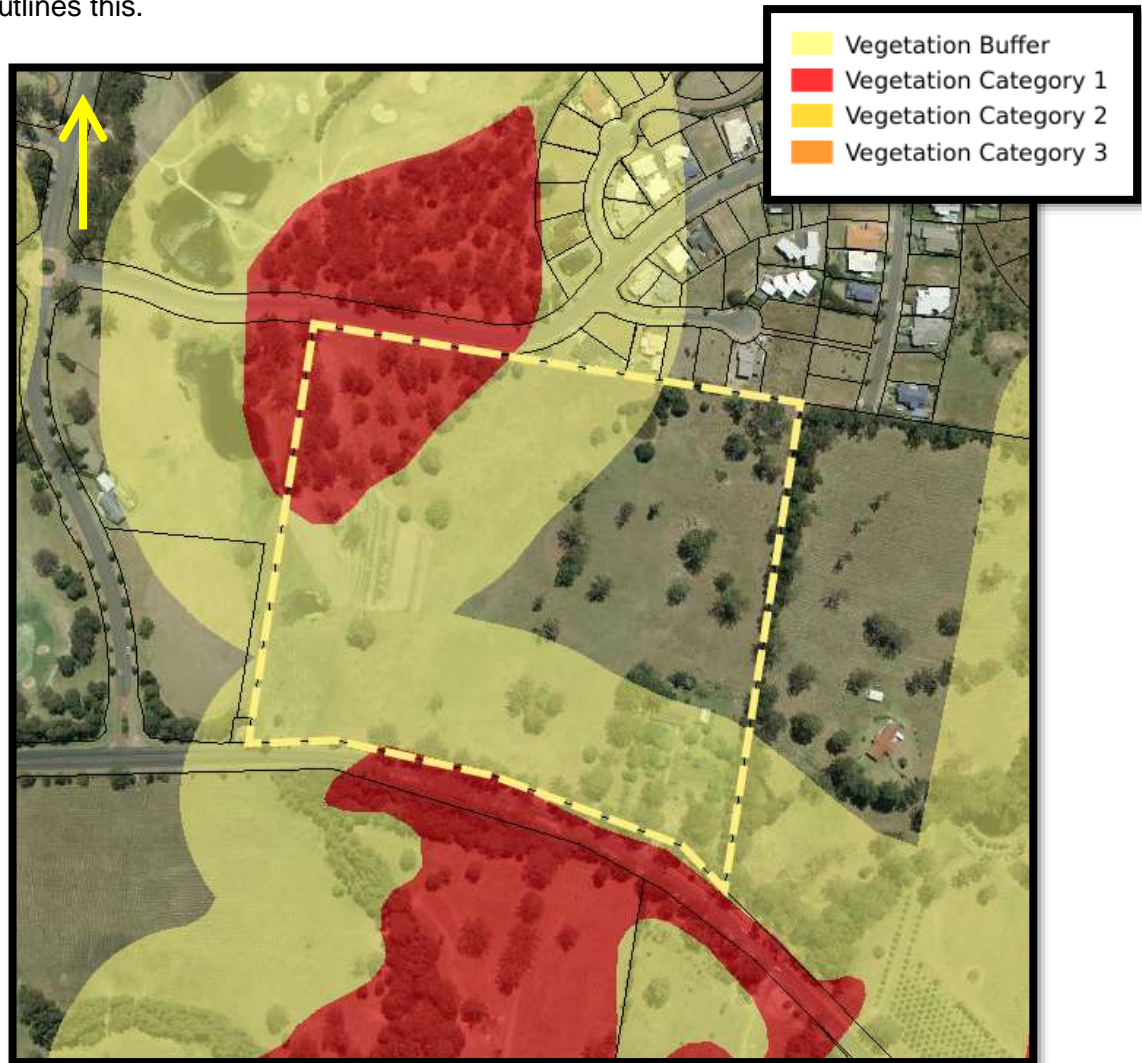 utlines this.
Vegetation Buffer
Vegetation Category 1
Vegetation Category 2
Vegetation Category 3